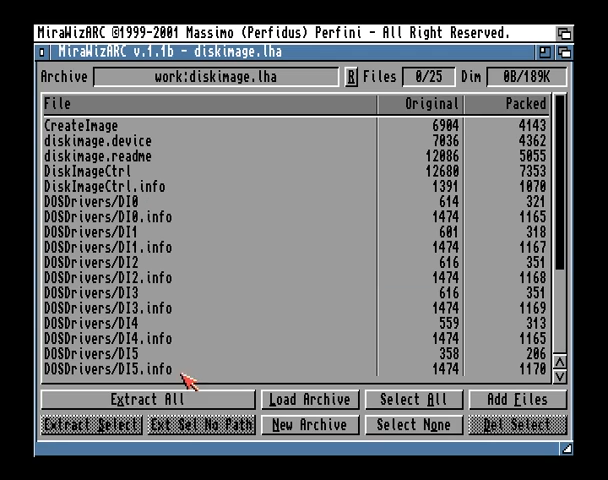 MiraWizARC ©1999-2001 Massimo (Perfidus) Perfini - All Right Reserved.
MiraWizARC v.1.1b - diskimage.lha
Archive work:diskimage.lha R Files 0/25 Dim 0B/189K
File Original Packed
CreateImage 6904 4143
diskimage.device 7036 4362
diskimage.readme 12086 5055
DiskImageCtrl 12680 7353
DiskImageCtrl.info 1391 1070
DOSDrivers/DI0 614 321
DOSDrivers/DI0.info 1474 1165
DOSDrivers/DI1 601 318
DOSDrivers/DI1.info 1474 1167
DOSDrivers/DI2 616 351
DOSDrivers/DI2.info 1474 1168
DOSDrivers/DI3 616 351
DOSDrivers/DI3.info 1474 1169
DOSDrivers/DI4 559 313
DOSDrivers/DI4.info 1474 1165
DOSDrivers/DI5 358 206
DOSDrivers/DI5.info 1474 1170
Extract All Load Archive Select All Add Files
Extract Select Ext Sel No Path New Archive Select None Del Select